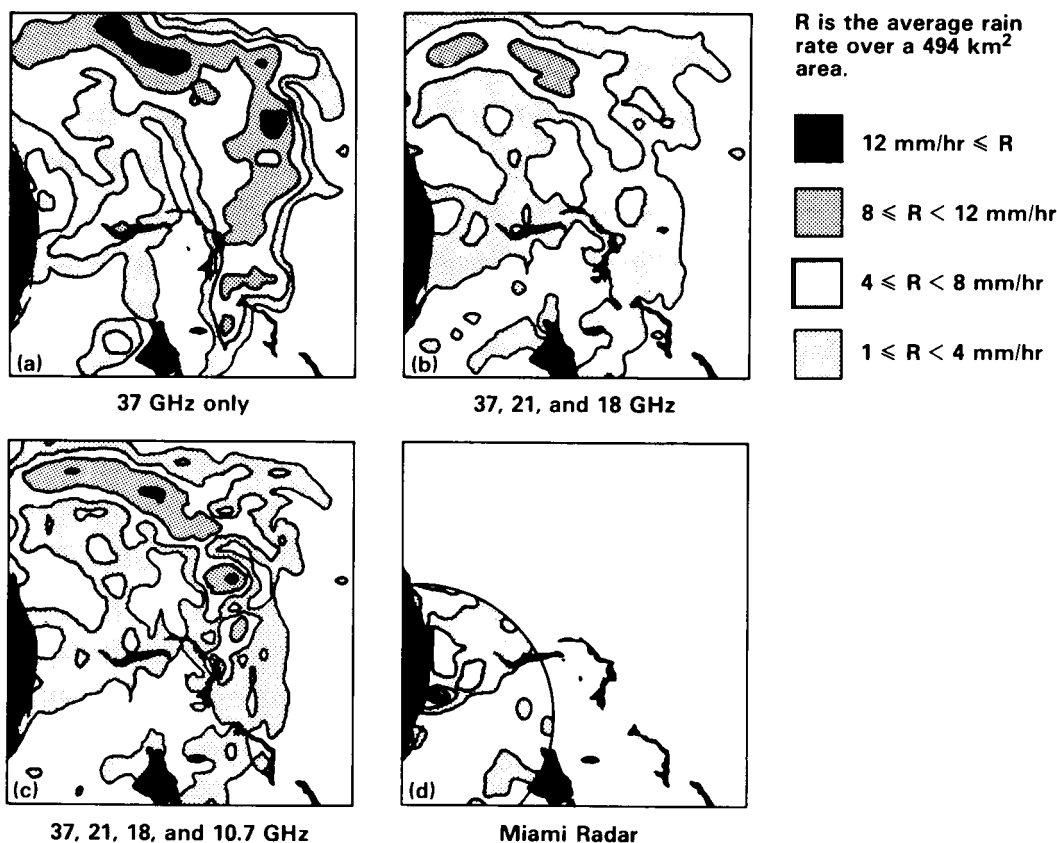 R is the average rain
rate over a 494 km²
area.
12 mm/hr ⩽ R
8 ⩽ R < 12 mm/hr
4 ⩽ R < 8 mm/hr
1 ⩽ R < 4 mm/hr
(a)
(b)
37 GHz only
37, 21, and 18 GHz
(c)
(d)
37, 21, 18, and 10.7 GHz
Miami Radar